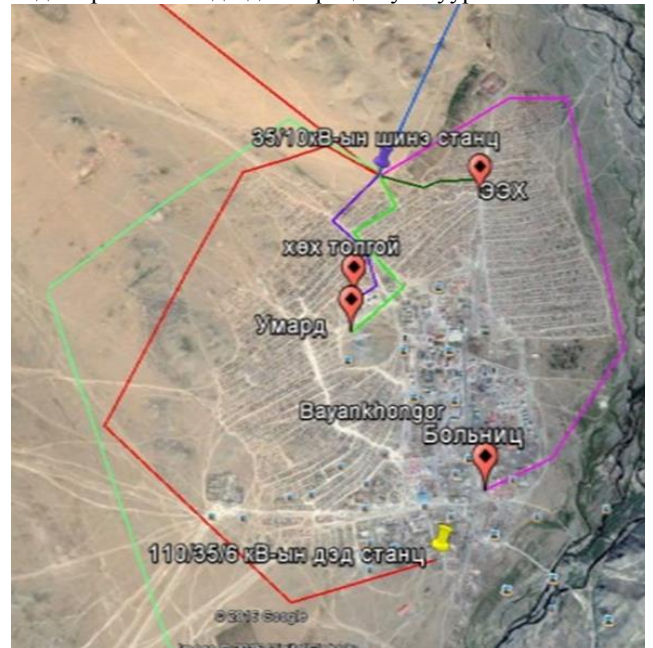 35/10кВ-ын шинэ станц
ЭЭХ
хөх толгой
Умард
Bayankhongor
Больниц
110/35/6 кВ-ын дэд станц
© 2016 Google